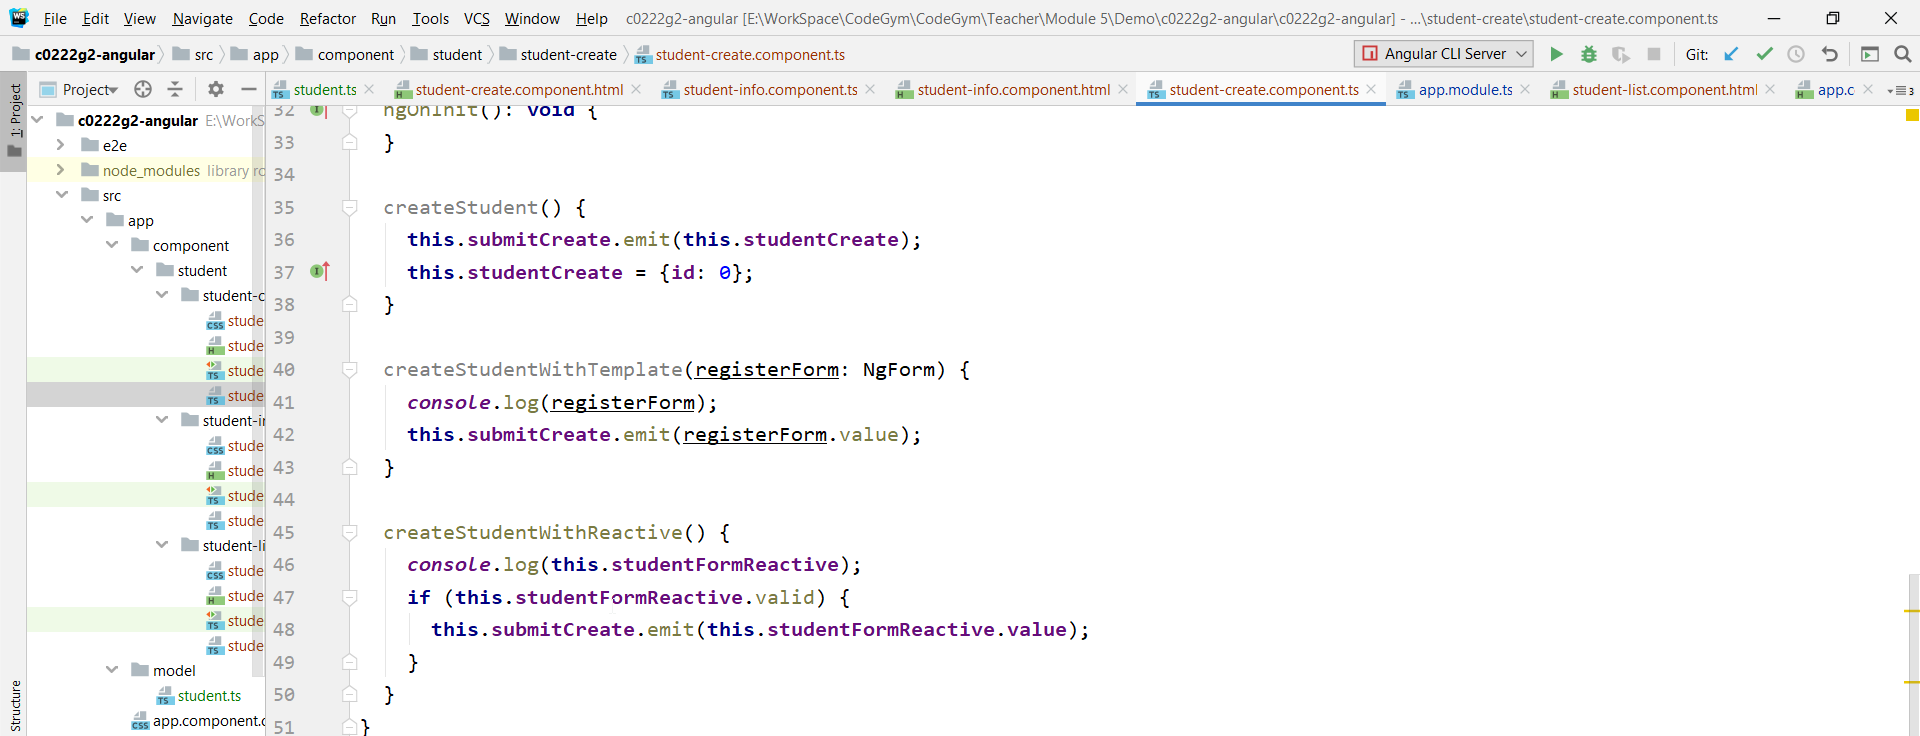 File Edit View Navigate Code Refactor Run Tools VCS Window Help c0222g2-angular [E:\WorkSpace\CodeGym\CodeGym\Teacher\Module 5\Demo\c0222g2-angular\c0222g2-angular] - ...\student-create\student-create.component.ts
c0222g2-angular src app component student student-create student-create.component.ts Angular CLI Server Git:
Project student.ts student-create.component.html student-info.component.ts student-info.component.html student-create.component.ts app.module.ts student-list.component.html app.c 3
1: Project
Structure
c0222g2-angular E:\WorkS
e2e
node_modules library ro
src
app
component
student
student-c
stude
stude
stude
stude
student-in
stude
stude
stude
stude
student-li
stude
stude
stude
stude
model
student.ts
app.component.c
32 ngOnInit(): void {
33 }
34
35 createStudent() {
36 this.submitCreate.emit(this.studentCreate);
37 this.studentCreate = {id: 0};
38 }
39
40 createStudentWithTemplate(registerForm: NgForm) {
41 console.log(registerForm);
42 this.submitCreate.emit(registerForm.value);
43 }
44
45 createStudentWithReactive() {
46 console.log(this.studentFormReactive);
47 if (this.studentFormReactive.valid) {
48 this.submitCreate.emit(this.studentFormReactive.value);
49 }
50 }
51 }